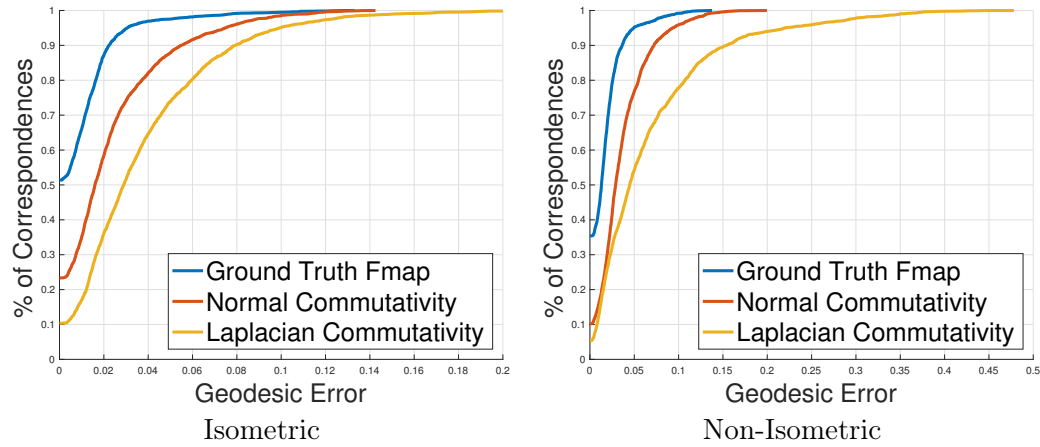 % of Correspondences
1
0.9
0.8
0.7
0.6
0.5
0.4
0.3
0.2
0.1
0
Ground Truth Fmap
Normal Commutativity
Laplacian Commutativity
0 0.02 0.04 0.06 0.08 0.1 0.12 0.14 0.16 0.18 0.2
Geodesic Error
Isometric
% of Correspondences
1
0.9
0.8
0.7
0.6
0.5
0.4
0.3
0.2
0.1
0
Ground Truth Fmap
Normal Commutativity
Laplacian Commutativity
0 0.05 0.1 0.15 0.2 0.25 0.3 0.35 0.4 0.45 0.5
Geodesic Error
Non-Isometric